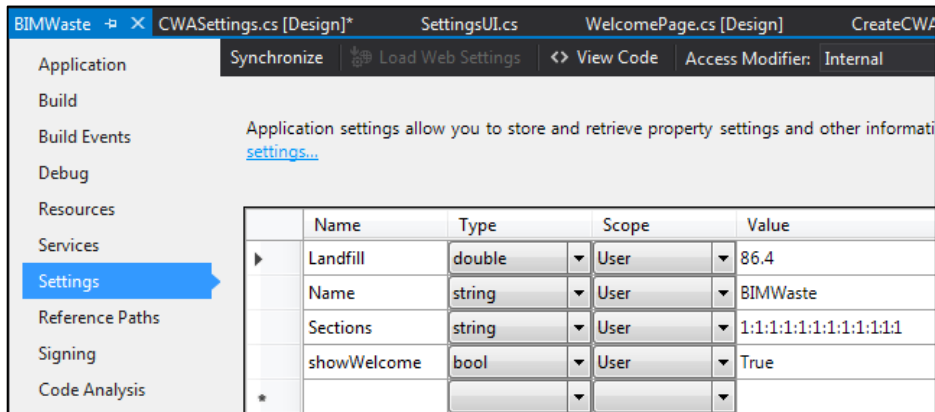 BIMWaste CWASettings.cs [Design]* SettingsUI.cs WelcomePage.cs [Design] CreateCWA
Synchronize Load Web Settings <> View Code Access Modifier: Internal
Application
Build
Build Events
Debug
Resources
Services
Settings
Reference Paths
Signing
Code Analysis
Application settings allow you to store and retrieve property settings and other informati
settings...
Name Type Scope Value
Landfill double User 86.4
Name string User BIMWaste
Sections string User 1:1:1:1:1:1:1:1:1:1:1:1
showWelcome bool User True
*